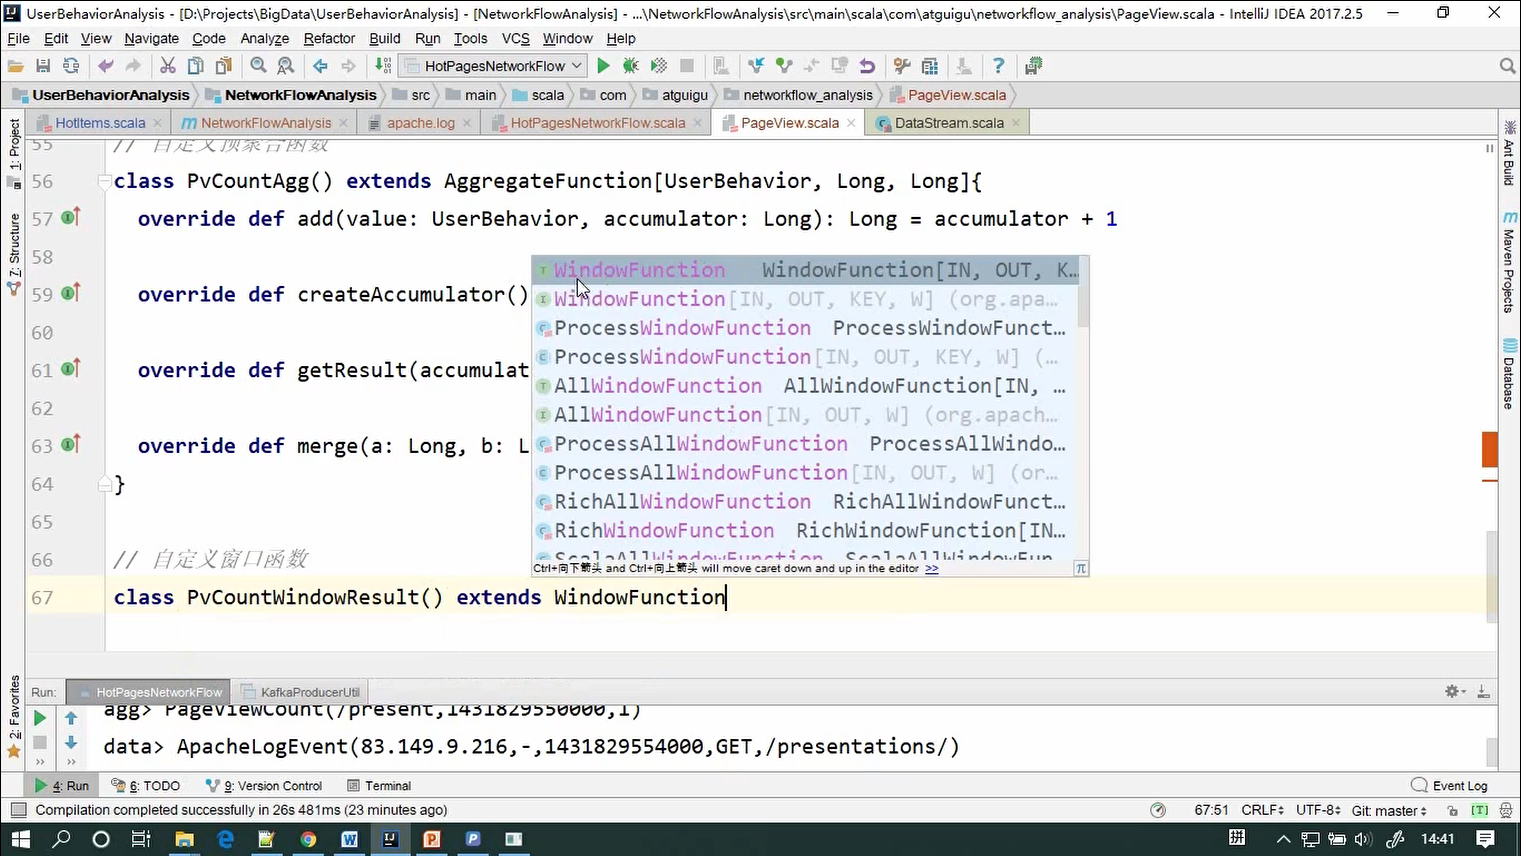 UserBehaviorAnalysis - [D:\Projects\BigData\UserBehaviorAnalysis] - [NetworkFlowAnalysis] - ...\NetworkFlowAnalysis\src\main\scala\com\atguigu\networkflow_analysis\PageView.scala - IntelliJ IDEA 2017.2.5
File Edit View Navigate Code Analyze Refactor Build Run Tools VCS Window Help
HotPagesNetworkFlow
UserBehaviorAnalysis NetworkFlowAnalysis src main scala com atguigu networkflow_analysis PageView.scala
HotItems.scala NetworkFlowAnalysis apache.log HotPagesNetworkFlow.scala PageView.scala DataStream.scala
1: Project
7: Structure
2: Favorites
Ant Build
Maven Projects
Database
55 // 自定义预聚合函数
56 class PvCountAgg() extends AggregateFunction[UserBehavior, Long, Long]{
57 override def add(value: UserBehavior, accumulator: Long): Long = accumulator + 1
58
59 override def createAccumulator()
60
61 override def getResult(accumulat
62
63 override def merge(a: Long, b: L
64 }
65
66 // 自定义窗口函数
67 class PvCountWindowResult() extends WindowFunction
WindowFunction WindowFunction[IN, OUT, K…
WindowFunction[IN, OUT, KEY, W] (org.apa…
ProcessWindowFunction ProcessWindowFunct…
ProcessWindowFunction[IN, OUT, KEY, W] (…
AllWindowFunction AllWindowFunction[IN, …
AllWindowFunction[IN, OUT, W] (org.apach…
ProcessAllWindowFunction ProcessAllWindo…
ProcessAllWindowFunction[IN, OUT, W] (or…
RichAllWindowFunction RichAllWindowFunct…
RichWindowFunction RichWindowFunction[IN…
ScalaAllWindowFunction ScalaAllWindowFun…
Ctrl+向下箭头 and Ctrl+向上箭头 will move caret down and up in the editor >>
Run: HotPagesNetworkFlow KafkaProducerUtil
agg> PageViewCount(/present,1431829550000,1)
data> ApacheLogEvent(83.149.9.216,-,1431829554000,GET,/presentations/)
4: Run 6: TODO 9: Version Control Terminal Event Log
Compilation completed successfully in 26s 481ms (23 minutes ago) 67:51 CRLF UTF-8 Git: master [T]
14:41